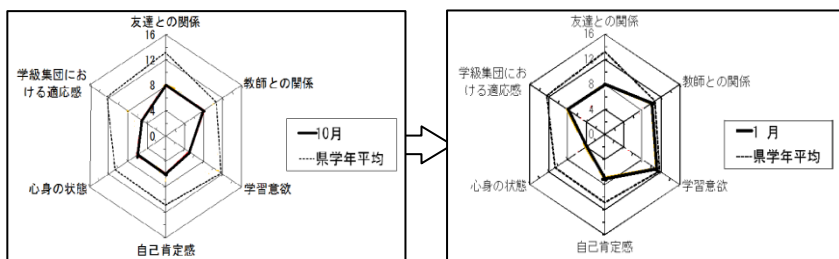 友達との関係
16
12
8
4
0
学級集団にお
ける適応感
教師との関係
心身の状態
学習意欲
自己肯定感
10月
県学年平均
友達との関係
16
12
8
4
0
学級集団にお
ける適応感
教師との関係
心身の状態
学習意欲
自己肯定感
1 月
県学年平均